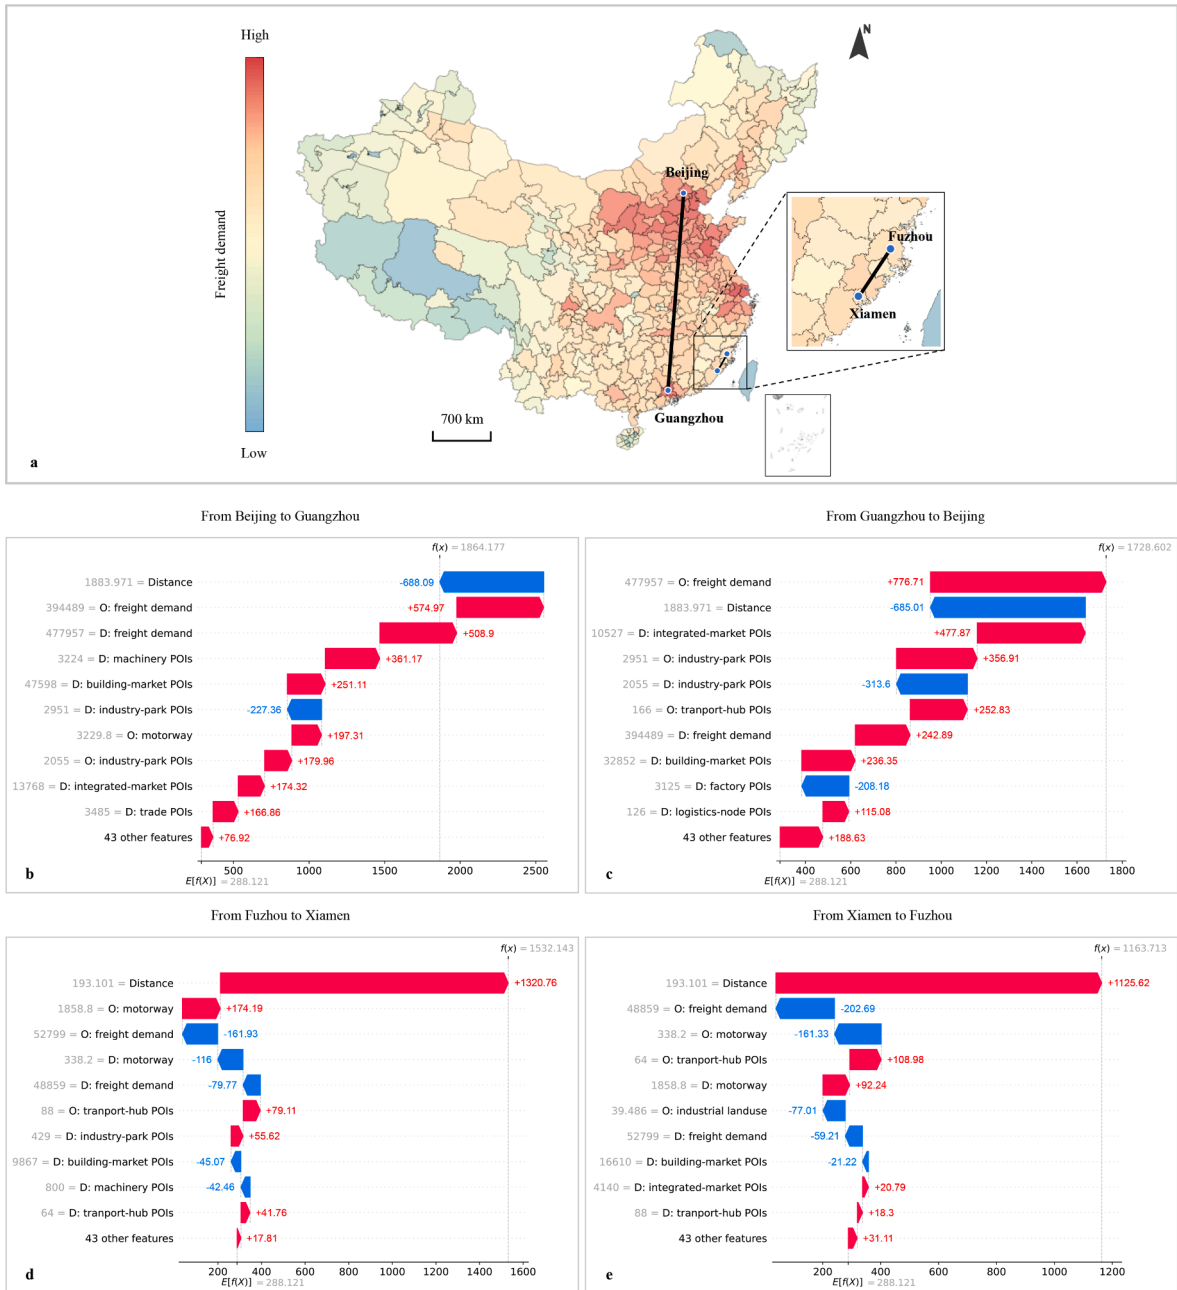 High
Freight demand
Low
N
Beijing
Guangzhou
Fuzhou
Xiamen
700 km
a
From Beijing to Guangzhou
f(x) = 1864.177
1883.971 = Distance
-688.09
394489 = O: freight demand
+574.97
477957 = D: freight demand
+508.9
3224 = D: machinery POIs
+361.17
47598 = D: building-market POIs
+251.11
2951 = D: industry-park POIs
-227.36
3229.8 = O: motorway
+197.31
2055 = O: industry-park POIs
+179.96
13768 = D: integrated-market POIs
+174.32
3485 = D: trade POIs
+166.86
43 other features
+76.92
500 1000 1500 2000 2500
E[f(X)] = 288.121
b
From Guangzhou to Beijing
f(x) = 1728.602
477957 = O: freight demand
+776.71
1883.971 = Distance
-685.01
10527 = D: integrated-market POIs
+477.87
2951 = O: industry-park POIs
+356.91
2055 = D: industry-park POIs
-313.6
166 = O: tranport-hub POIs
+252.83
394489 = D: freight demand
+242.89
32852 = D: building-market POIs
+236.35
3125 = D: factory POIs
-208.18
126 = D: logistics-node POIs
+115.08
43 other features
+188.63
400 600 800 1000 1200 1400 1600 1800
E[f(X)] = 288.121
c
From Fuzhou to Xiamen
f(x) = 1532.143
193.101 = Distance
+1320.76
1858.8 = O: motorway
+174.19
52799 = O: freight demand
-161.93
338.2 = D: motorway
-116
48859 = D: freight demand
-79.77
88 = O: tranport-hub POIs
+79.11
429 = D: industry-park POIs
+55.62
9867 = D: building-market POIs
-45.07
800 = D: machinery POIs
-42.46
64 = D: tranport-hub POIs
+41.76
43 other features
+17.81
200 400 600 800 1000 1200 1400 1600
E[f(X)] = 288.121
d
From Xiamen to Fuzhou
f(x) = 1163.713
193.101 = Distance
+1125.62
48859 = O: freight demand
-202.69
338.2 = O: motorway
-161.33
64 = O: tranport-hub POIs
+108.98
1858.8 = D: motorway
+92.24
39.486 = O: industrial landuse
-77.01
52799 = D: freight demand
-59.21
16610 = D: building-market POIs
-21.22
4140 = D: integrated-market POIs
+20.79
88 = D: tranport-hub POIs
+18.3
43 other features
+31.11
200 400 600 800 1000 1200
E[f(X)] = 288.121
e